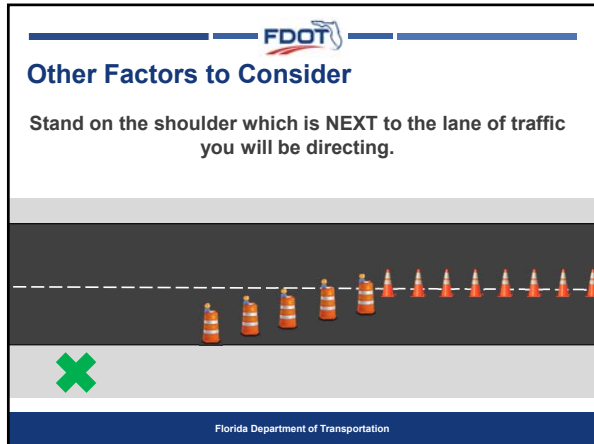 FDOT
Other Factors to Consider
Stand on the shoulder which is NEXT to the lane of traffic
you will be directing.
Florida Department of Transportation